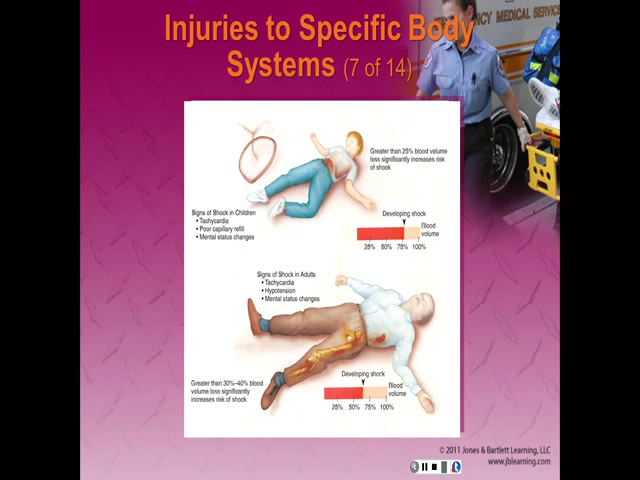 Injuries to Specific Body
Systems (7 of 14)
NCY MEDICAL SERVICE
Greater than 25% blood volume
loss significantly increases risk
of shock
Signs of Shock in Children
• Tachycardia
• Poor capillary refill
• Mental status changes
Developing shock
Blood
volume
25% 50% 75% 100%
Signs of Shock in Adults
• Tachycardia
• Hypotension
• Mental status changes
Greater than 30%–40% blood
volume loss significantly
increases risk of shock
Developing shock
Blood
volume
25% 50% 75% 100%
© 2011 Jones & Bartlett Learning, LLC
www.jblearning.com